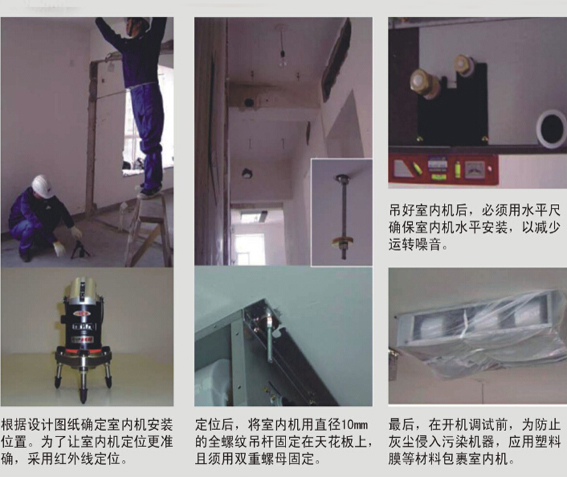 根据设计图纸确定室内机安装
位置。为了让室内机定位更准
确，采用红外线定位。
定位后，将室内机用直径10mm
的全螺纹吊杆固定在天花板上，
且须用双重螺母固定。
吊好室内机后，必须用水平尺
确保室内机水平安装，以减少
运转噪音。
最后，在开机调试前，为防止
灰尘侵入污染机器，应用塑料
膜等材料包裹室内机。